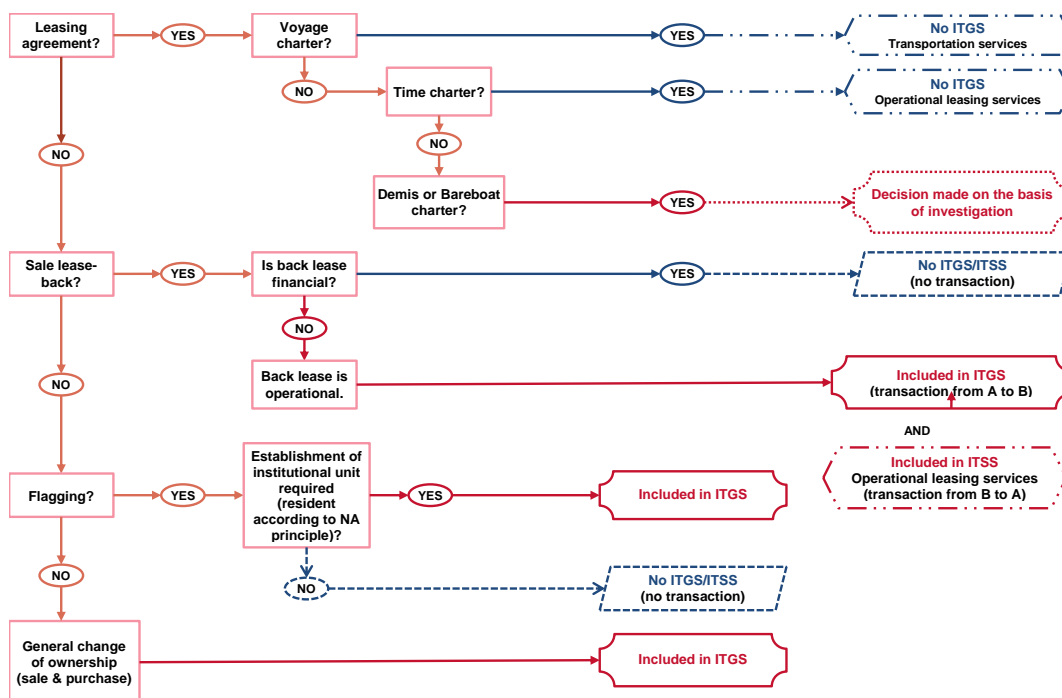 Leasing
agreement?
YES
Voyage
charter?
YES
No ITGS
Transportation services
NO
Time charter?
YES
No ITGS
Operational leasing services
NO
NO
Demis or Bareboat
charter?
YES
Decision made on the basis
of investigation
Sale lease-
back?
YES
Is back lease
financial?
YES
No ITGS/ITSS
(no transaction)
NO
NO
Back lease is
operational.
Included in ITGS
(transaction from A to B)
AND
Included in ITSS
Operational leasing services
(transaction from B to A)
Flagging?
YES
Establishment of
institutional unit
required
(resident
according to NA
principle)?
YES
Included in ITGS
NO
NO
No ITGS/ITSS
(no transaction)
General change
of ownership
(sale & purchase)
Included in ITGS